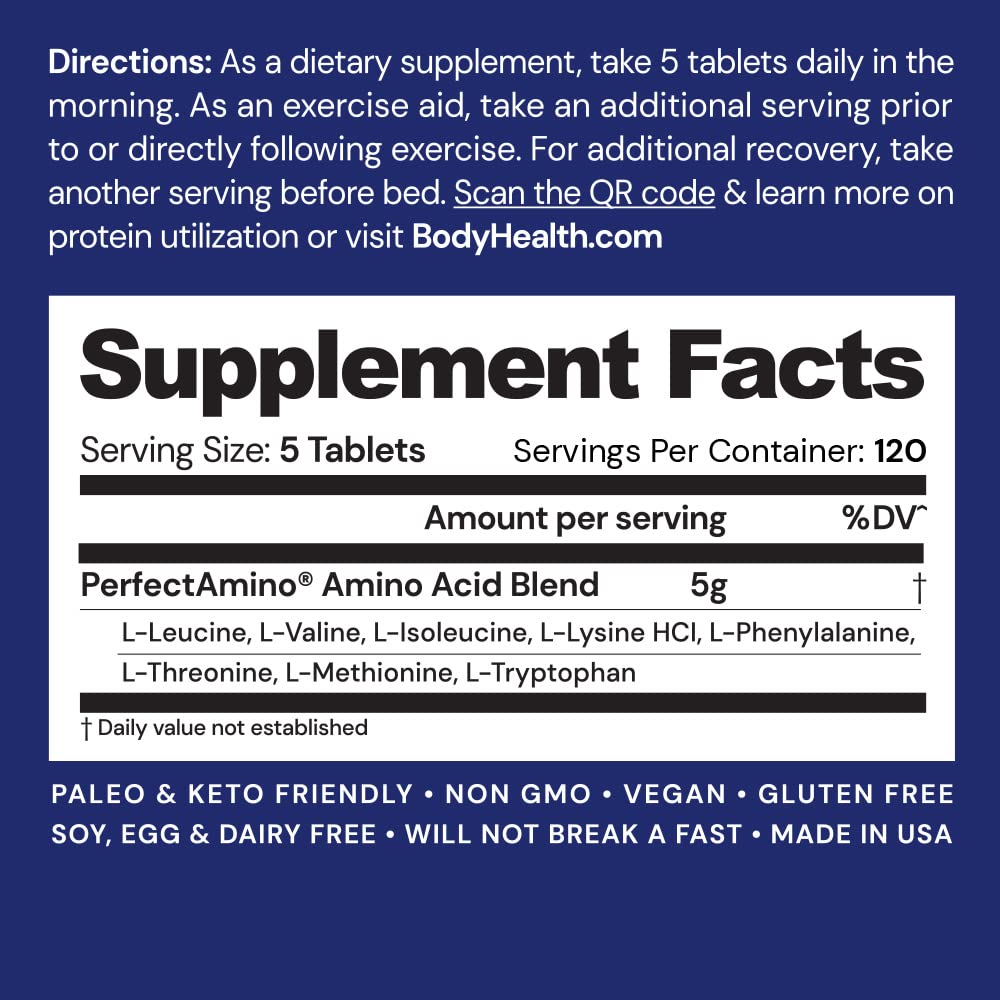 Directions: As a dietary supplement, take 5 tablets daily in the
morning. As an exercise aid, take an additional serving prior
to or directly following exercise. For additional recovery, take
another serving before bed. Scan the QR code & learn more on
protein utilization or visit BodyHealth.com
Supplement Facts
Serving Size: 5 Tablets Servings Per Container: 120
Amount per serving %DV^
PerfectAmino® Amino Acid Blend 5g †
L-Leucine, L-Valine, L-Isoleucine, L-Lysine HCl, L-Phenylalanine,
L-Threonine, L-Methionine, L-Tryptophan
† Daily value not established
PALEO & KETO FRIENDLY • NON GMO • VEGAN • GLUTEN FREE
SOY, EGG & DAIRY FREE • WILL NOT BREAK A FAST • MADE IN USA